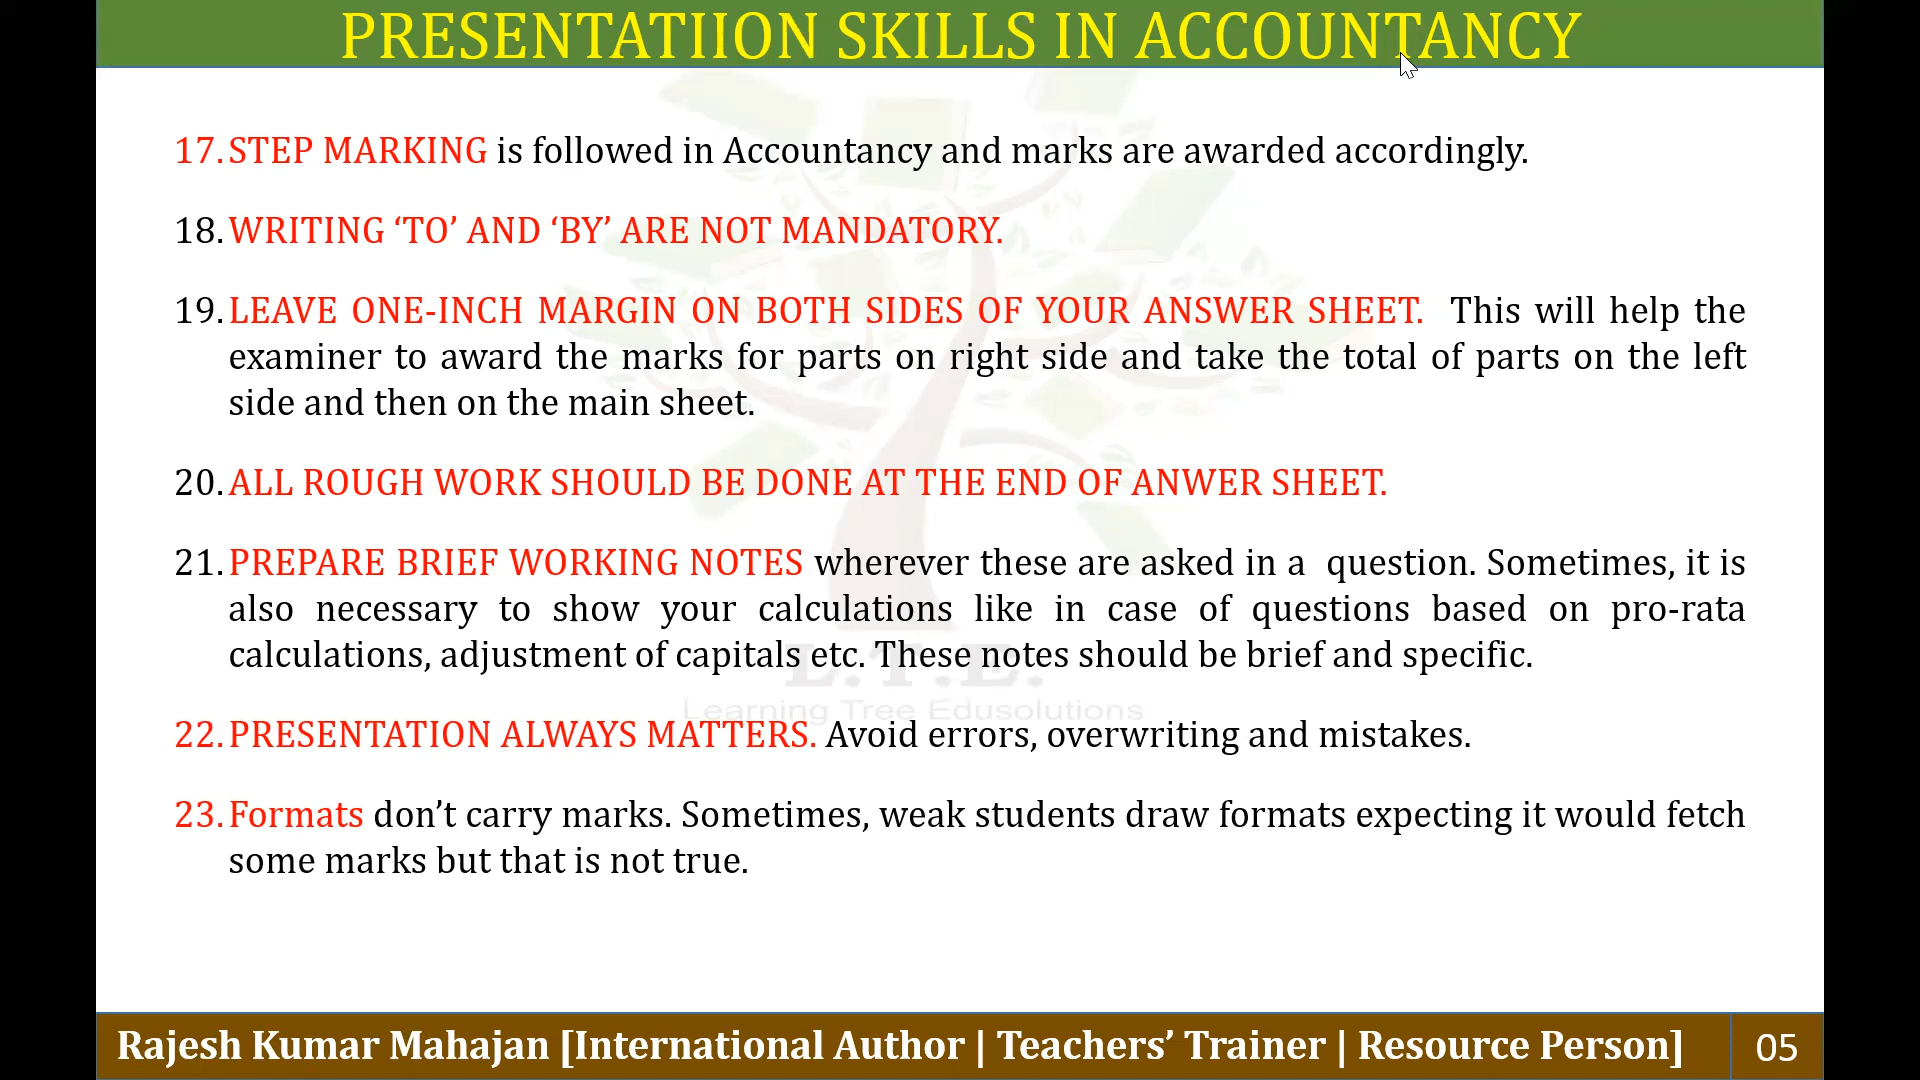 PRESENTATIION SKILLS IN ACCOUNTANCY
17. STEP MARKING is followed in Accountancy and marks are awarded accordingly.
18. WRITING ‘TO’ AND ‘BY’ ARE NOT MANDATORY.
19. LEAVE ONE-INCH MARGIN ON BOTH SIDES OF YOUR ANSWER SHEET. This will help the
examiner to award the marks for parts on right side and take the total of parts on the left
side and then on the main sheet.
20. ALL ROUGH WORK SHOULD BE DONE AT THE END OF ANWER SHEET.
21. PREPARE BRIEF WORKING NOTES wherever these are asked in a question. Sometimes, it is
also necessary to show your calculations like in case of questions based on pro-rata
calculations, adjustment of capitals etc. These notes should be brief and specific.
L.T.E.
Learning Tree Edusolutions
22. PRESENTATION ALWAYS MATTERS. Avoid errors, overwriting and mistakes.
23. Formats don’t carry marks. Sometimes, weak students draw formats expecting it would fetch
some marks but that is not true.
Rajesh Kumar Mahajan [International Author | Teachers’ Trainer | Resource Person]
05